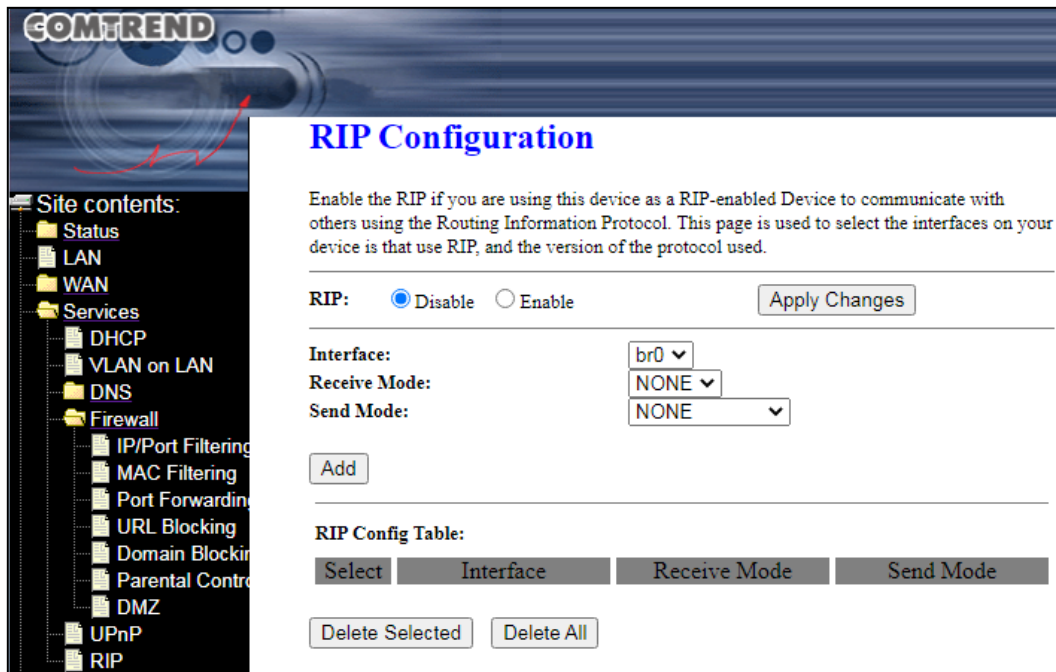 COMTREND
RIP Configuration
Enable the RIP if you are using this device as a RIP-enabled Device to communicate with
others using the Routing Information Protocol. This page is used to select the interfaces on your
device is that use RIP, and the version of the protocol used.
RIP: Disable Enable Apply Changes
Interface: br0
Receive Mode: NONE
Send Mode: NONE
Add
RIP Config Table:
Select Interface Receive Mode Send Mode
Delete Selected Delete All
Site contents:
Status
LAN
WAN
Services
DHCP
VLAN on LAN
DNS
Firewall
IP/Port Filtering
MAC Filtering
Port Forwardin
URL Blocking
Domain Blockin
Parental Contro
DMZ
UPnP
RIP